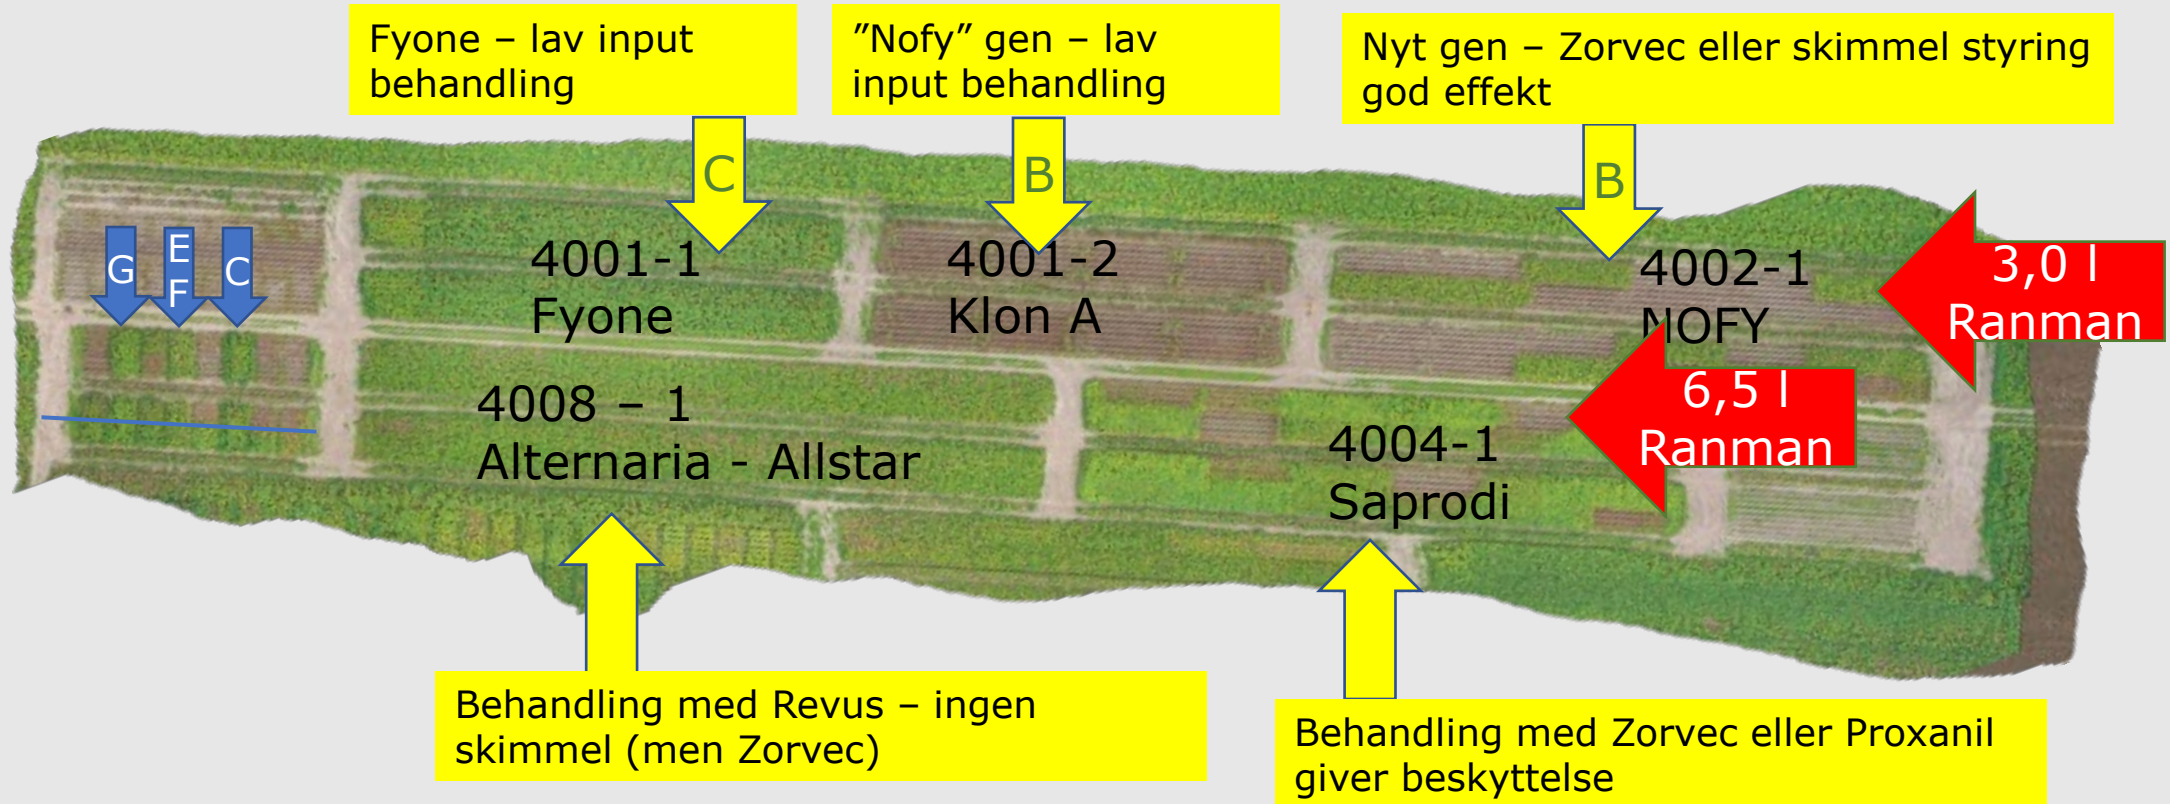 Fyone – lav input
behandling
”Nofy” gen – lav
input behandling
Nyt gen – Zorvec eller skimmel styring
god effekt
C
B
B
G
E
F
C
4001-1
Fyone
4001-2
Klon A
4002-1
NOFY
3,0 l
Ranman
6,5 l
Ranman
4008 – 1
Alternaria - Allstar
4004-1
Saprodi
Behandling med Revus – ingen
skimmel (men Zorvec)
Behandling med Zorvec eller Proxanil
giver beskyttelse